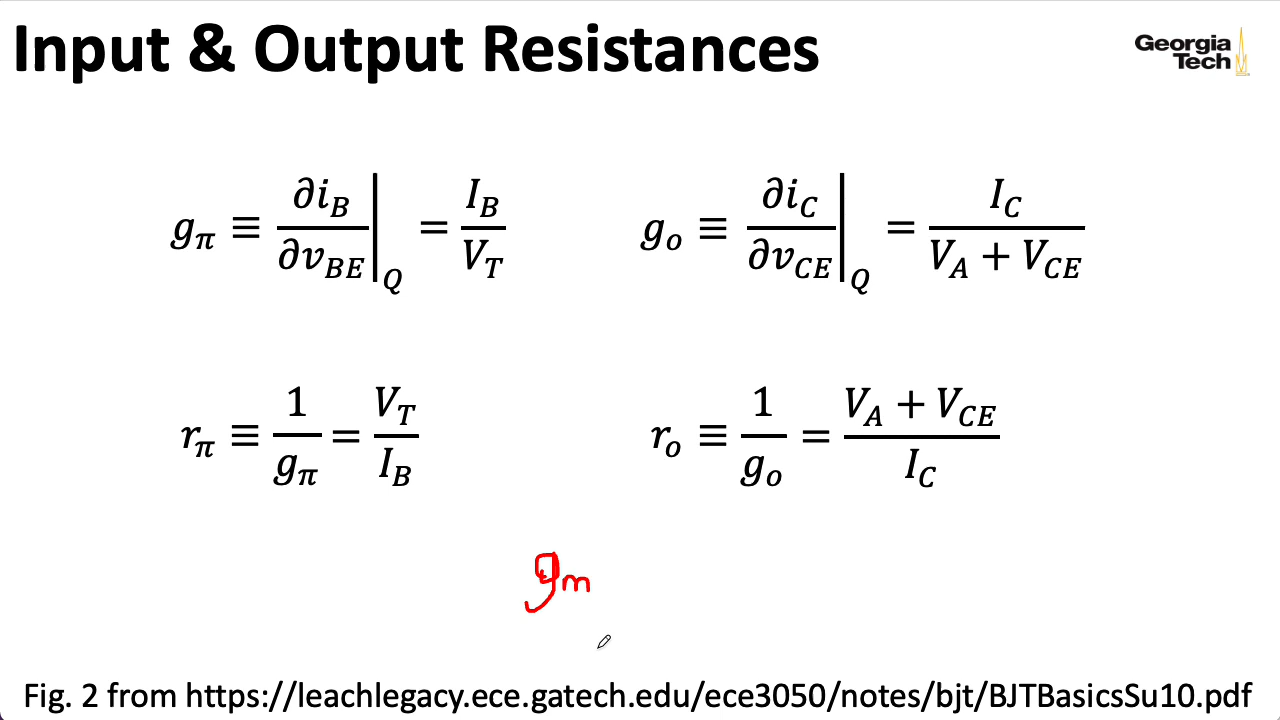 Input & Output Resistances
Georgia
Tech
g_π ≡ ∂i_B/∂v_BE |_Q = I_B/V_T
g_o ≡ ∂i_C/∂v_CE |_Q = I_C/(V_A + V_CE)
r_π ≡ 1/g_π = V_T/I_B
r_o ≡ 1/g_o = (V_A + V_CE)/I_C
g_m
Fig. 2 from https://leachlegacy.ece.gatech.edu/ece3050/notes/bjt/BJTBasicsSu10.pdf